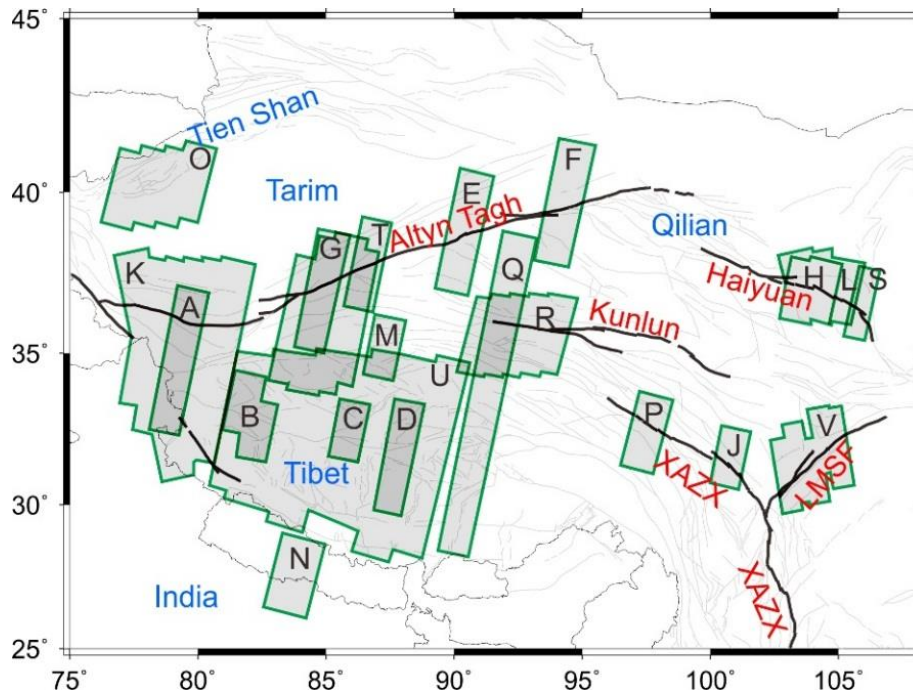 45°
Tien Shan
O
F
40°
Tarim
E
T
Altyn Tagh
Qilian
G
Q
K
H
L
S
Haiyuan
A
R
Kunlun
M
35°
U
B
C
D
P
V
J
Tibet
XAZX
LMSF
30°
N
India
XAZX
25°
75°
80°
85°
90°
95°
100°
105°